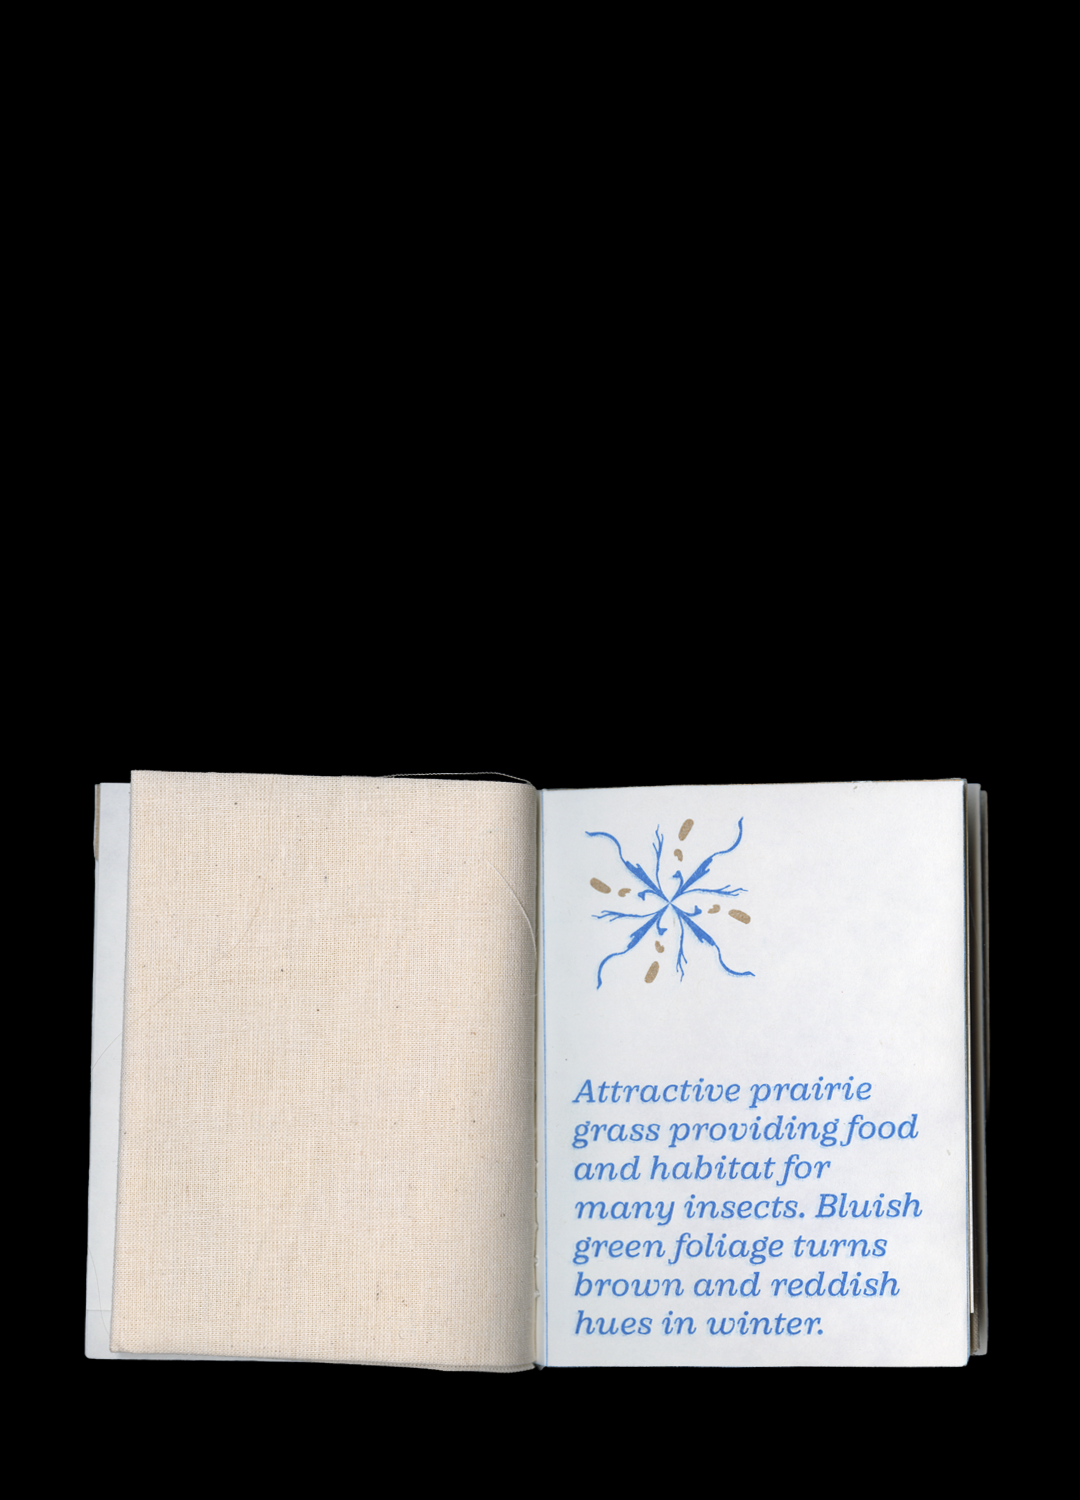 Attractive prairie
grass providing food
and habitat for
many insects. Bluish
green foliage turns
brown and reddish
hues in winter.